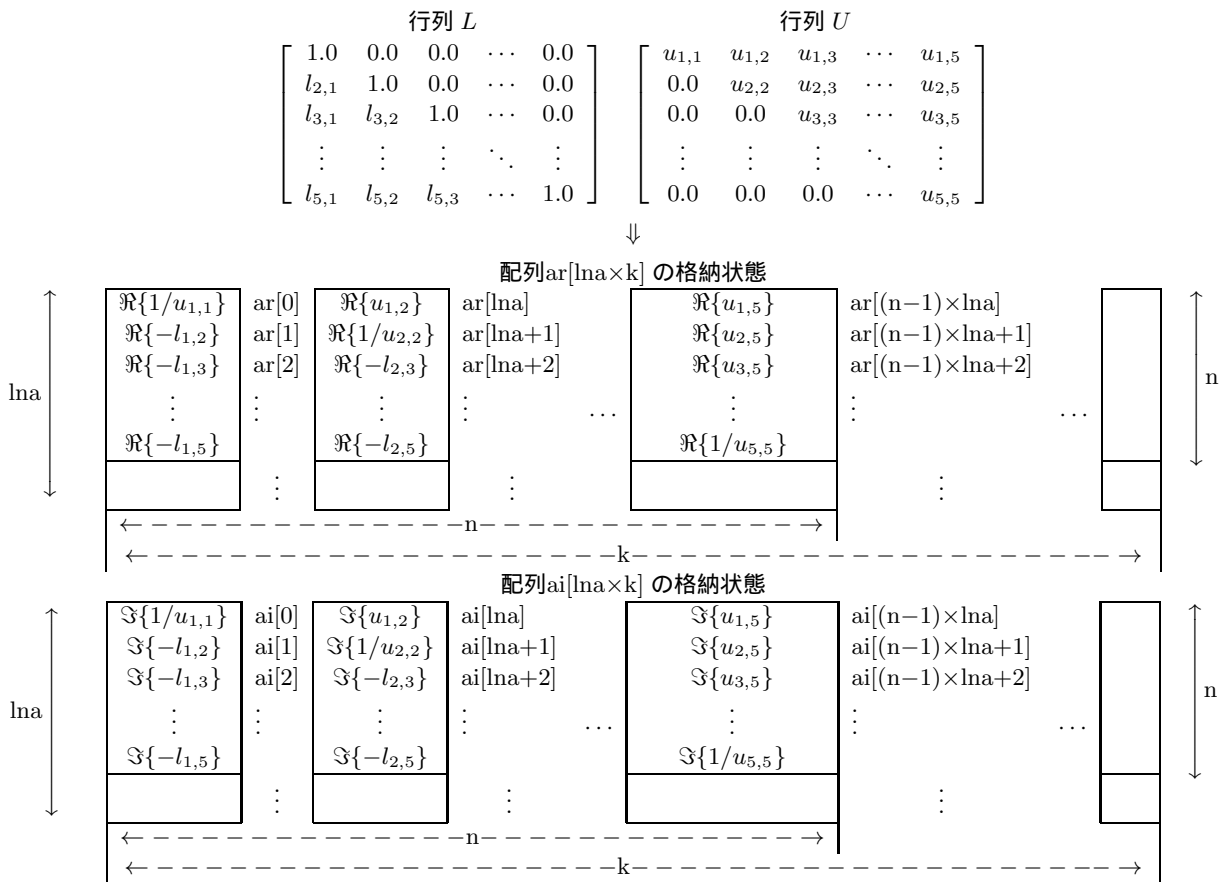 行列 L 行列 U
1.0 0.0 0.0 ⋯ 0.0 u₁,₁ u₁,₂ u₁,₃ ⋯ u₁,₅
l₂,₁ 1.0 0.0 ⋯ 0.0 0.0 u₂,₂ u₂,₃ ⋯ u₂,₅
l₃,₁ l₃,₂ 1.0 ⋯ 0.0 0.0 0.0 u₃,₃ ⋯ u₃,₅
⋮ ⋮ ⋮ ⋱ ⋮ ⋮ ⋮ ⋮ ⋱ ⋮
l₅,₁ l₅,₂ l₅,₃ ⋯ 1.0 0.0 0.0 0.0 ⋯ u₅,₅
⇓
配列ar[lna×k] の格納状態
ℜ{1/u₁,₁} ar[0] ℜ{u₁,₂} ar[lna] ℜ{u₁,₅} ar[(n−1)×lna]
ℜ{−l₁,₂} ar[1] ℜ{1/u₂,₂} ar[lna+1] ℜ{u₂,₅} ar[(n−1)×lna+1]
ℜ{−l₁,₃} ar[2] ℜ{−l₂,₃} ar[lna+2] ℜ{u₃,₅} ar[(n−1)×lna+2]
lna n
⋮ ⋮ ⋮ ⋮ ⋯ ⋮ ⋮ ⋯
ℜ{−l₁,₅} ℜ{−l₂,₅} ℜ{1/u₅,₅}
⋮ ⋮ ⋮
n
k
配列ai[lna×k] の格納状態
ℑ{1/u₁,₁} ai[0] ℑ{u₁,₂} ai[lna] ℑ{u₁,₅} ai[(n−1)×lna]
ℑ{−l₁,₂} ai[1] ℑ{1/u₂,₂} ai[lna+1] ℑ{u₂,₅} ai[(n−1)×lna+1]
ℑ{−l₁,₃} ai[2] ℑ{−l₂,₃} ai[lna+2] ℑ{u₃,₅} ai[(n−1)×lna+2]
lna n
⋮ ⋮ ⋮ ⋮ ⋯ ⋮ ⋮ ⋯
ℑ{−l₁,₅} ℑ{−l₂,₅} ℑ{1/u₅,₅}
⋮ ⋮ ⋮
n
k